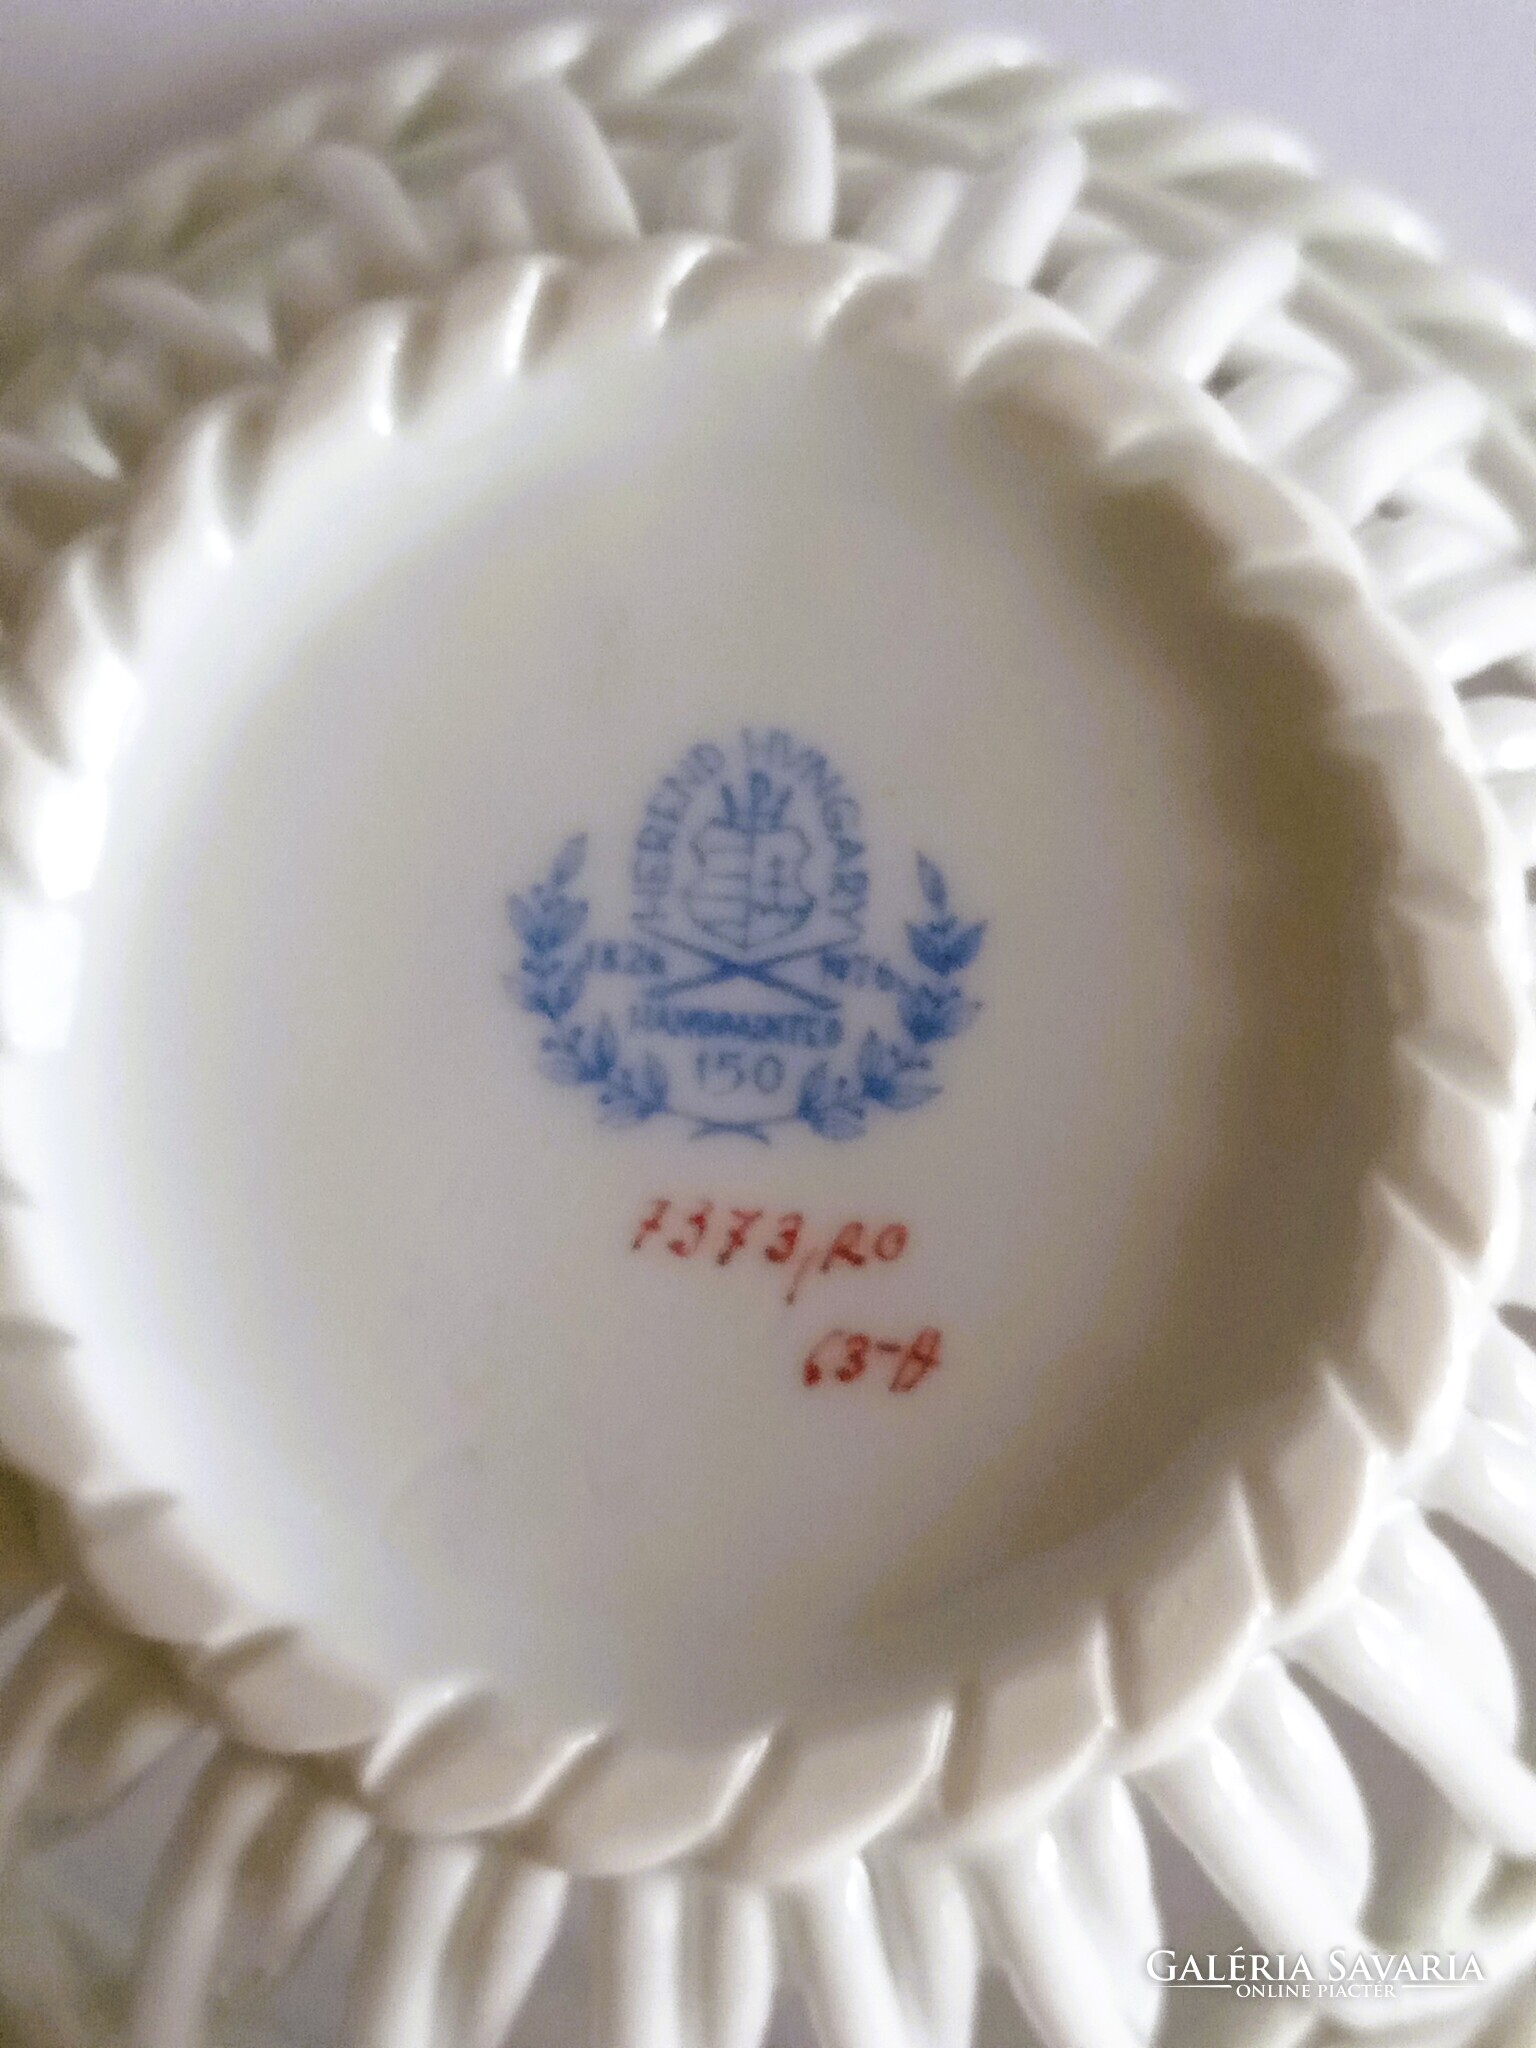 HEREND HUNGARY
1826 1976
HANDPAINTED
150
7373/RO
63-A
GALÉRIA SAVARIA
ONLINE PIACTÉR